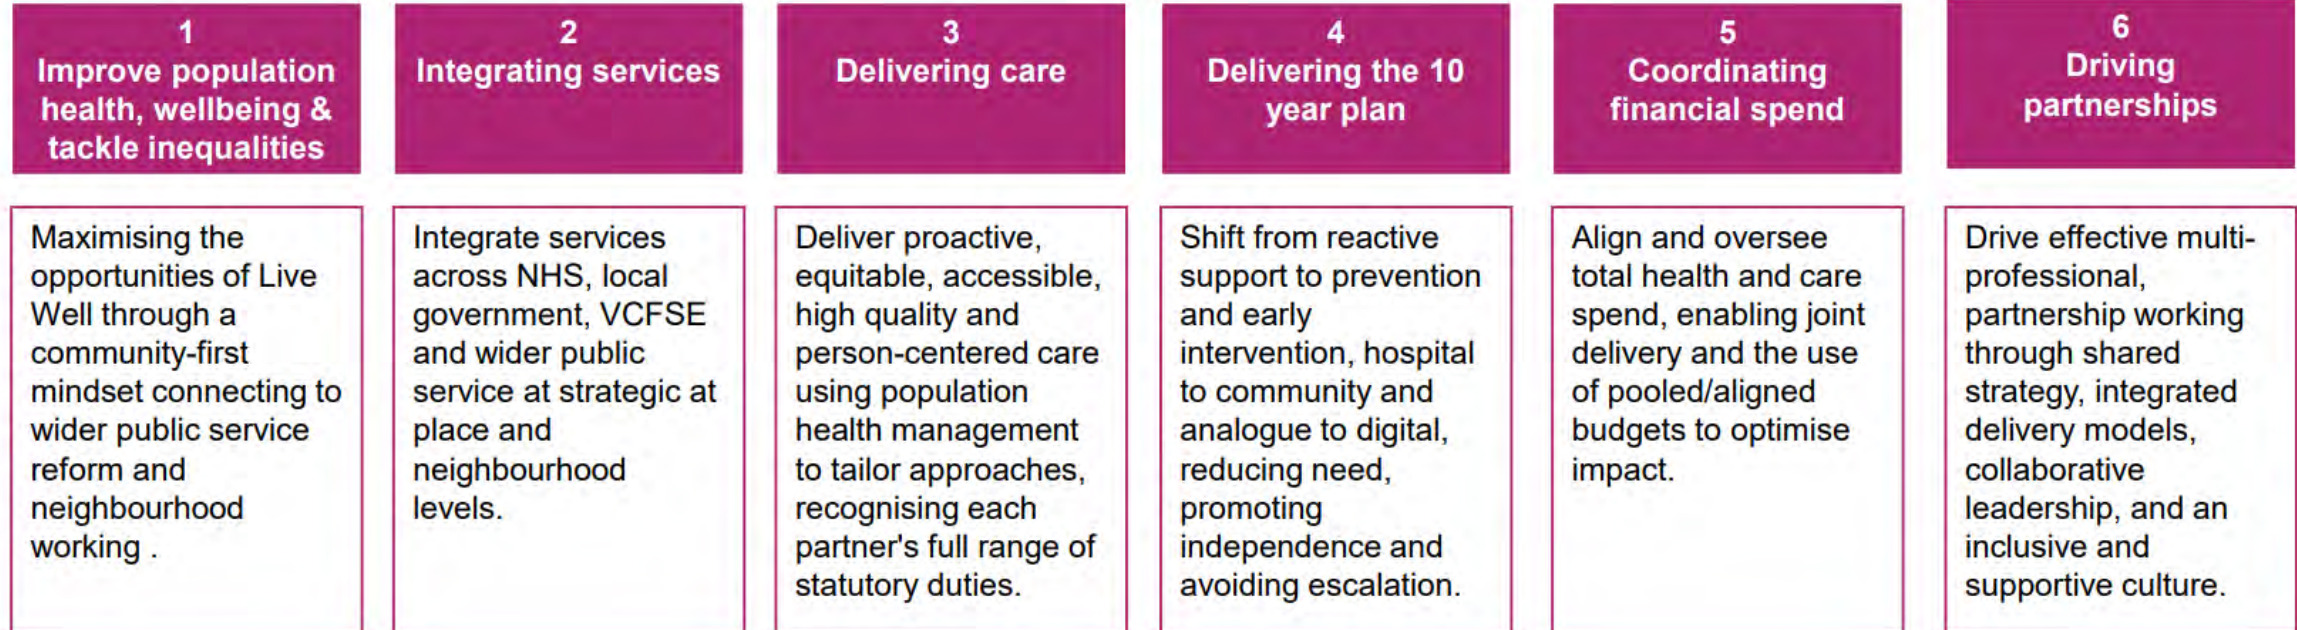 1
Improve population
health, wellbeing &
tackle inequalities
Maximising the
opportunities of Live
Well through a
community-first
mindset connecting to
wider public service
reform and
neighbourhood
working .
2
Integrating services
Integrate services
across NHS, local
government, VCFSE
and wider public
service at strategic at
place and
neighbourhood
levels.
3
Delivering care
Deliver proactive,
equitable, accessible,
high quality and
person-centered care
using population
health management
to tailor approaches,
recognising each
partner's full range of
statutory duties.
4
Delivering the 10
year plan
Shift from reactive
support to prevention
and early
intervention, hospital
to community and
analogue to digital,
reducing need,
promoting
independence and
avoiding escalation.
5
Coordinating
financial spend
Align and oversee
total health and care
spend, enabling joint
delivery and the use
of pooled/aligned
budgets to optimise
impact.
6
Driving
partnerships
Drive effective multi-
professional,
partnership working
through shared
strategy, integrated
delivery models,
collaborative
leadership, and an
inclusive and
supportive culture.